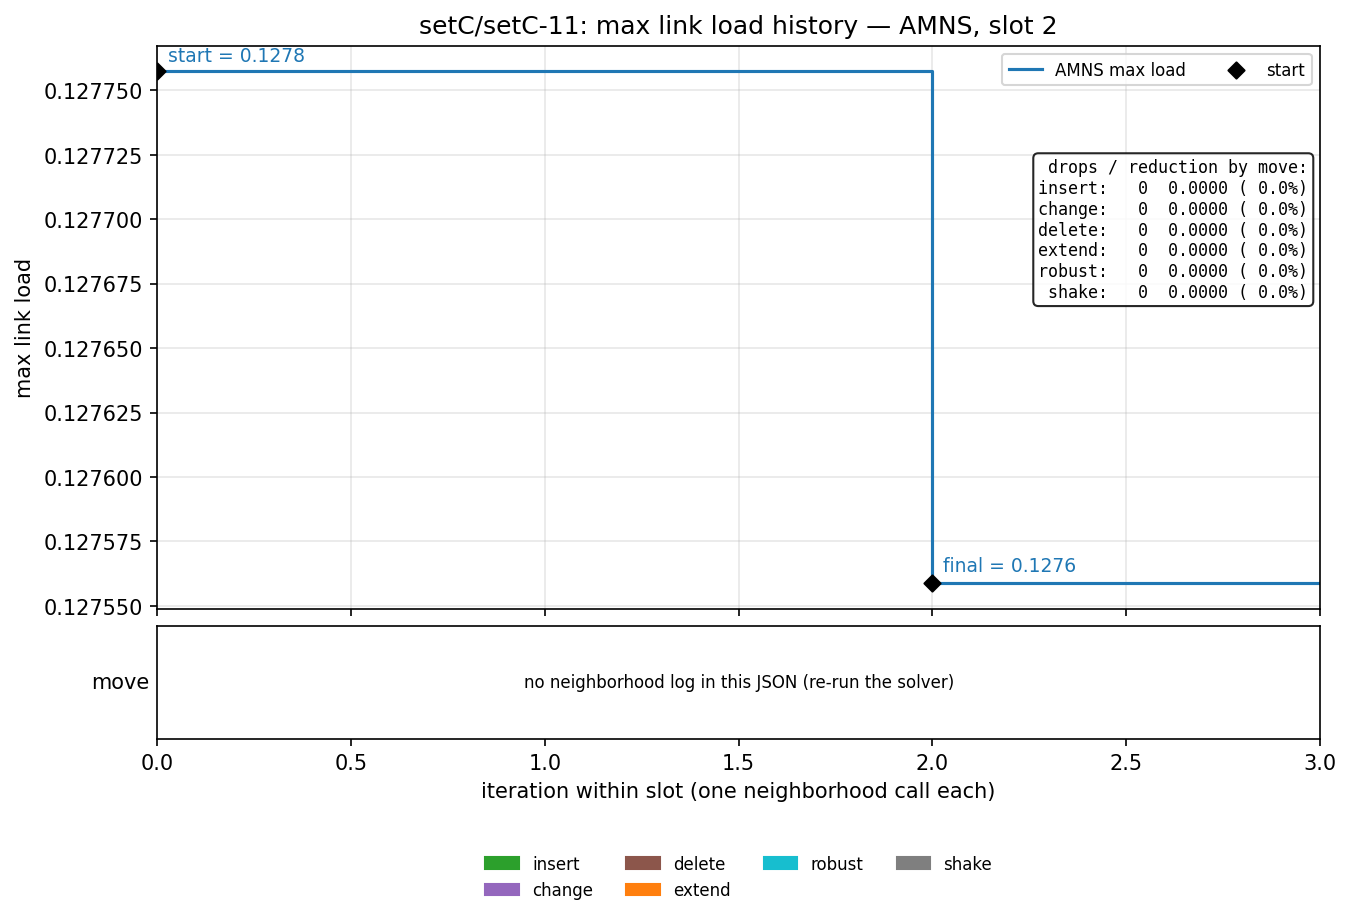 setC/setC-11: max link load history — AMNS, slot 2
start = 0.1278
AMNS max load
start
0.127750
0.127725
0.127700
0.127675
0.127650
0.127625
0.127600
0.127575
0.127550
max link load
drops / reduction by move:
insert: 0 0.0000 ( 0.0%)
change: 0 0.0000 ( 0.0%)
delete: 0 0.0000 ( 0.0%)
extend: 0 0.0000 ( 0.0%)
robust: 0 0.0000 ( 0.0%)
shake: 0 0.0000 ( 0.0%)
final = 0.1276
move
no neighborhood log in this JSON (re-run the solver)
0.0 0.5 1.0 1.5 2.0 2.5 3.0
iteration within slot (one neighborhood call each)
insert delete robust shake
change extend